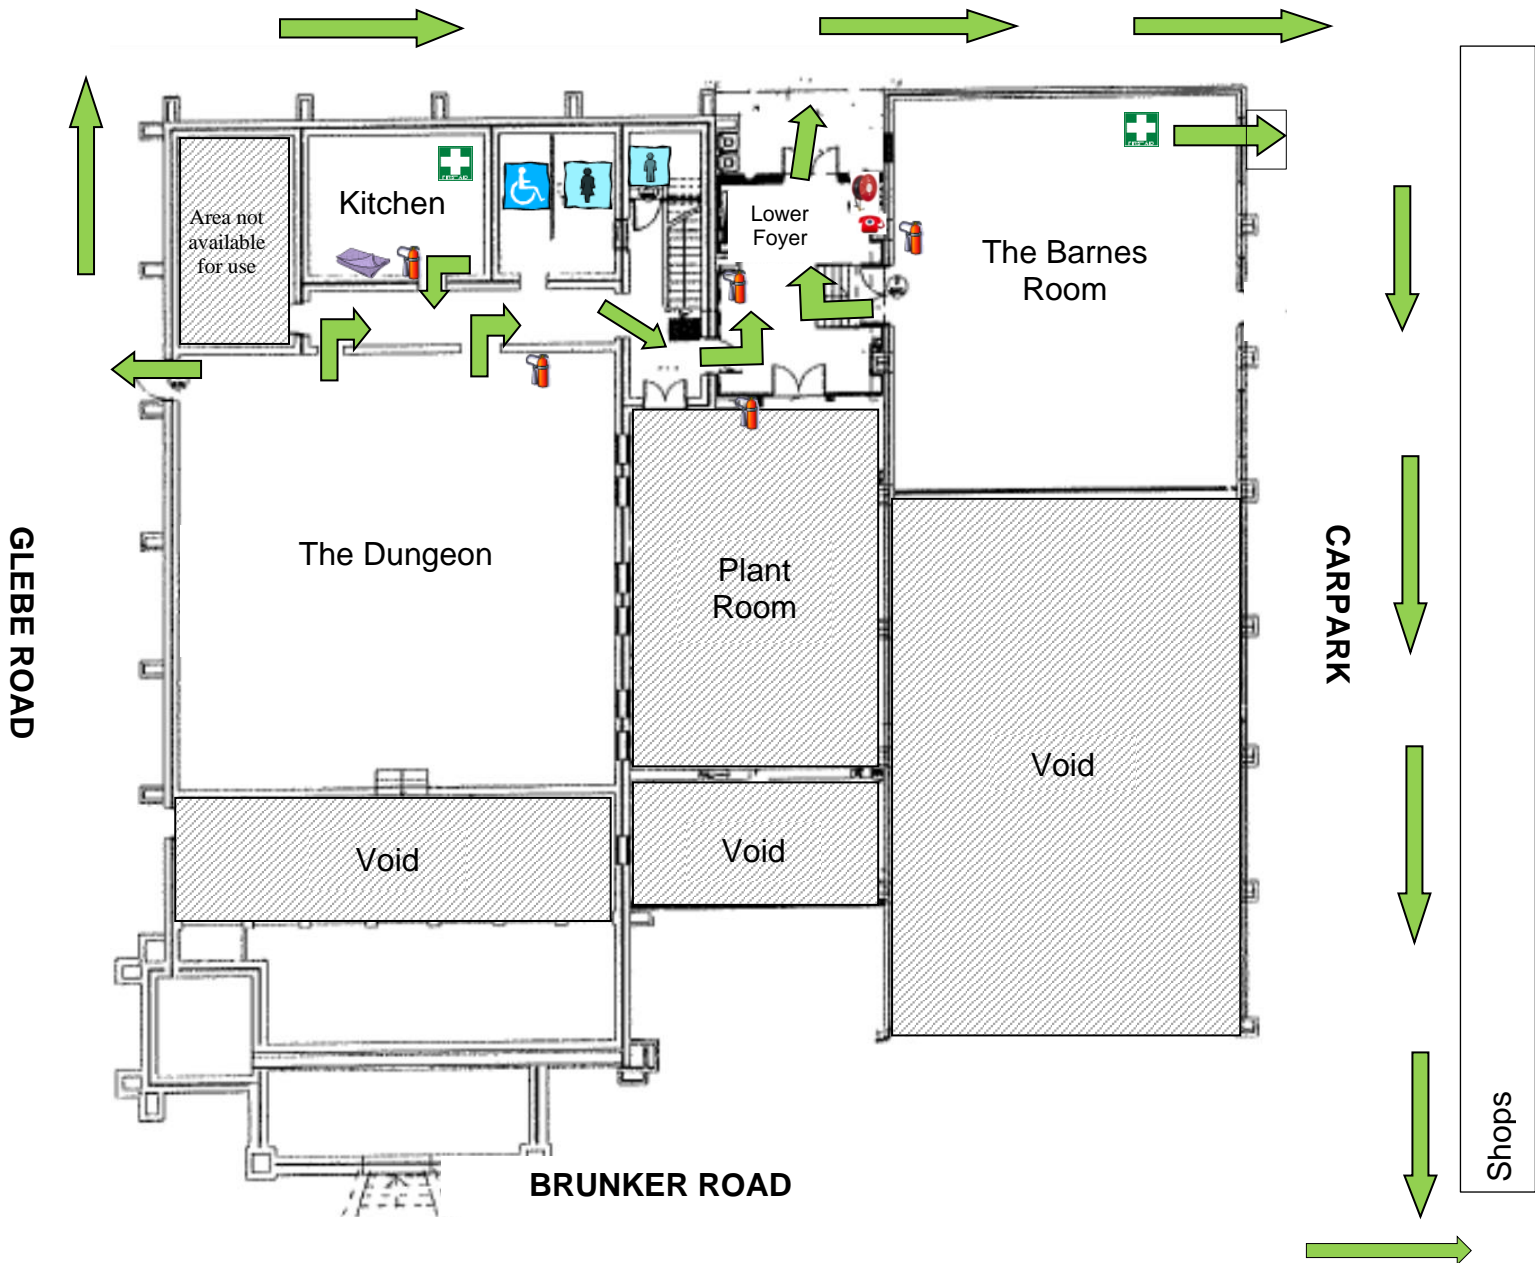 Kitchen
Area not
available
for use
Lower
Foyer
The Barnes
Room
The Dungeon
Plant
Room
GLEBE ROAD
CARPARK
Void
Void
Void
Shops
BRUNKER ROAD